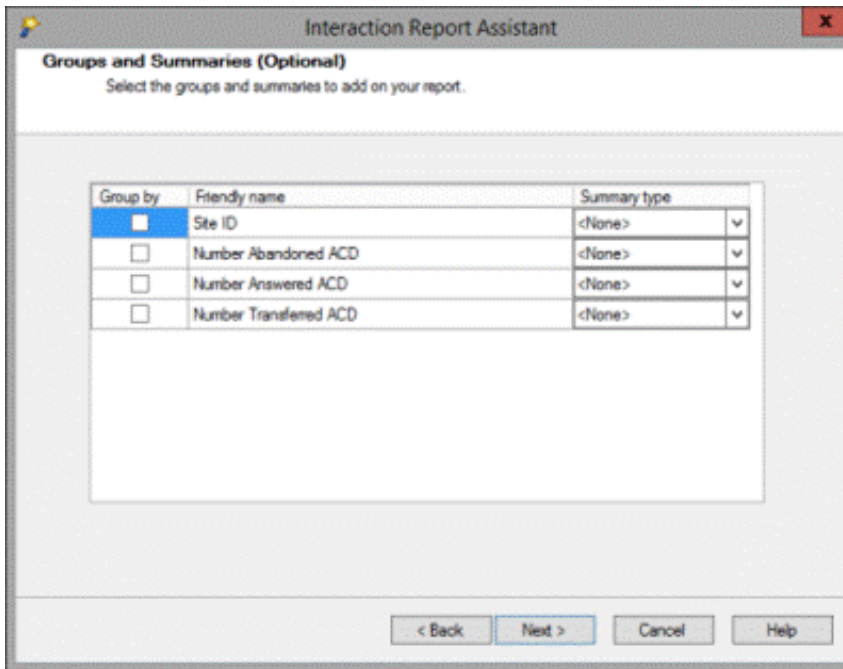 Interaction Report Assistant
x
Groups and Summaries (Optional)
Select the groups and summaries to add on your report.
Group by Friendly name Summary type
Site ID <None>
Number Abandoned ACD <None>
Number Answered ACD <None>
Number Transferred ACD <None>
< Back Next > Cancel Help